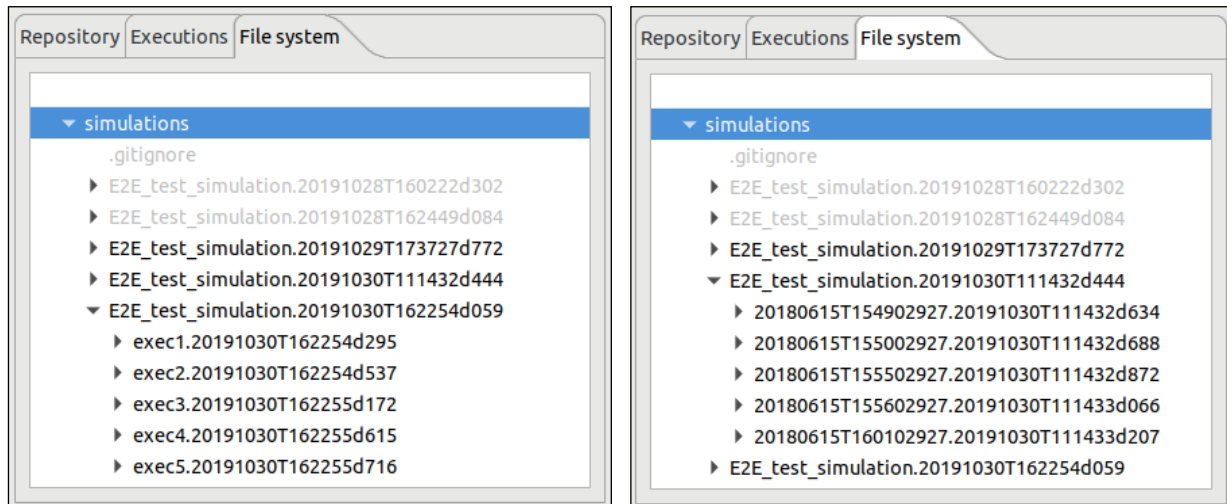 Repository Executions File system
simulations
.gitignore
E2E_test_simulation.20191028T160222d302
E2E_test_simulation.20191028T162449d084
E2E_test_simulation.20191029T173727d772
E2E_test_simulation.20191030T111432d444
E2E_test_simulation.20191030T162254d059
exec1.20191030T162254d295
exec2.20191030T162254d537
exec3.20191030T162255d172
exec4.20191030T162255d615
exec5.20191030T162255d716
Repository Executions File system
simulations
.gitignore
E2E_test_simulation.20191028T160222d302
E2E_test_simulation.20191028T162449d084
E2E_test_simulation.20191029T173727d772
E2E_test_simulation.20191030T111432d444
20180615T154902927.20191030T111432d634
20180615T155002927.20191030T111432d688
20180615T155502927.20191030T111432d872
20180615T155602927.20191030T111433d066
20180615T160102927.20191030T111433d207
E2E_test_simulation.20191030T162254d059